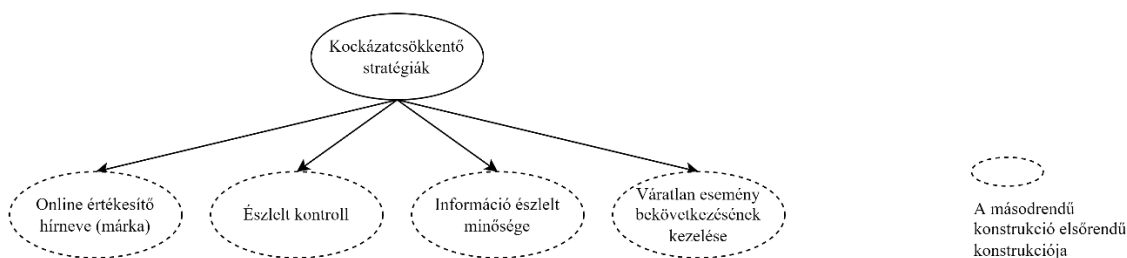 Kockázatcsökkentő
stratégiák
Online értékesítő
hírneve (márka)
Észlelt kontroll
Információ észlelt
minősége
Váratlan esemény
bekövetkezésének
kezelése
A másodrendű
konstrukció elsőrendű
konstrukciója